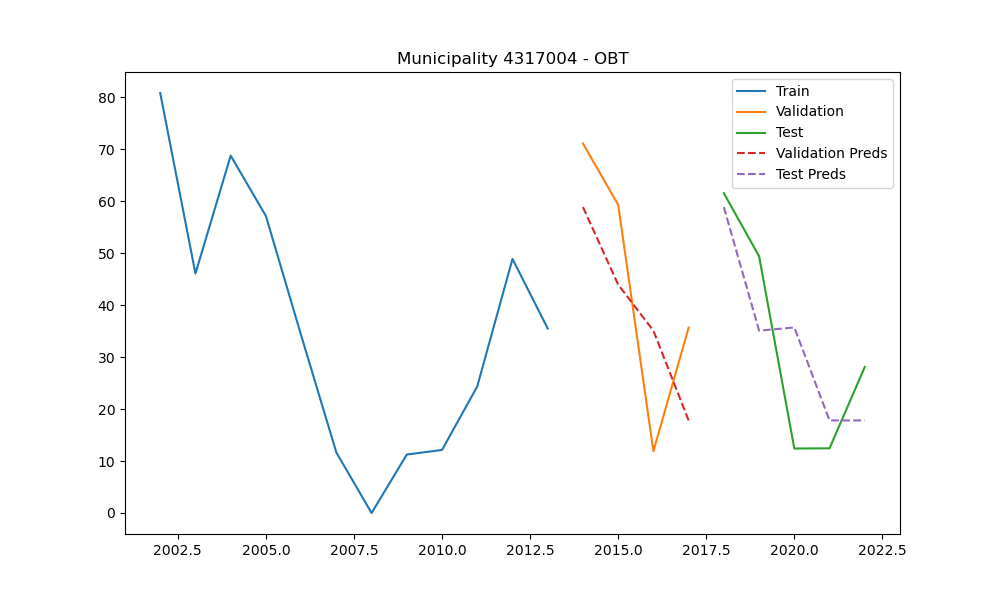 Municipality 4317004 - OBT
Train
Validation
Test
Validation Preds
Test Preds
80
70
60
50
40
30
20
10
0
2002.5 2005.0 2007.5 2010.0 2012.5 2015.0 2017.5 2020.0 2022.5